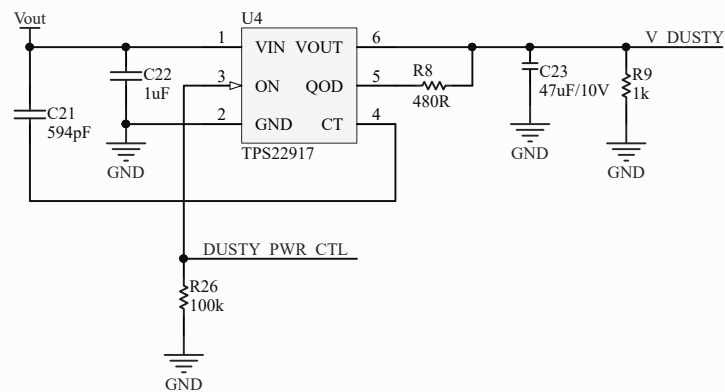 Vout
U4
1
VIN
VOUT
6
V_DUSTY
C22
1uF
3
ON
QOD
5
R8
480R
C23
47uF/10V
R9
1k
C21
594pF
2
GND
CT
4
TPS22917
GND
GND
GND
DUSTY_PWR_CTL
R26
100k
GND